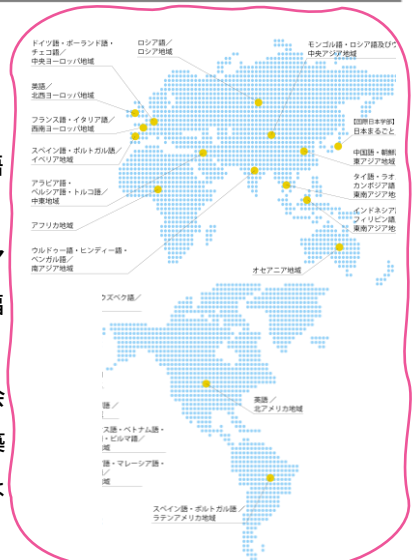 ドイツ語・ポーランド語・
チェコ語／
中央ヨーロッパ地域
ロシア語／
ロシア地域
モンゴル語・ロシア語及び
中央アジア地域
英語／
北西ヨーロッパ地域
フランス語・イタリア語／
西南ヨーロッパ地域
スペイン語・ポルトガル語／
イベリア地域
【国際日本学部】
日本まるごと
中国語・朝鮮
東アジア地域
アラビア語・
ペルシア語・トルコ語／
中東地域
タイ語・ラオ
カンボジア語
東南アジア地
アフリカ地域
インドネシア
フィリピン語
東南アジア地
ウルドゥー語・ヒンディー語・
ベンガル語／
南アジア地域
オセアニア地域
ウズベク語／
英語／
北アメリカ地域
語／
域
ス語・ベトナム語・
・ビルマ語／
域
語・マレーシア語・
／
域
スペイン語・ポルトガル語／
ラテンアメリカ地域